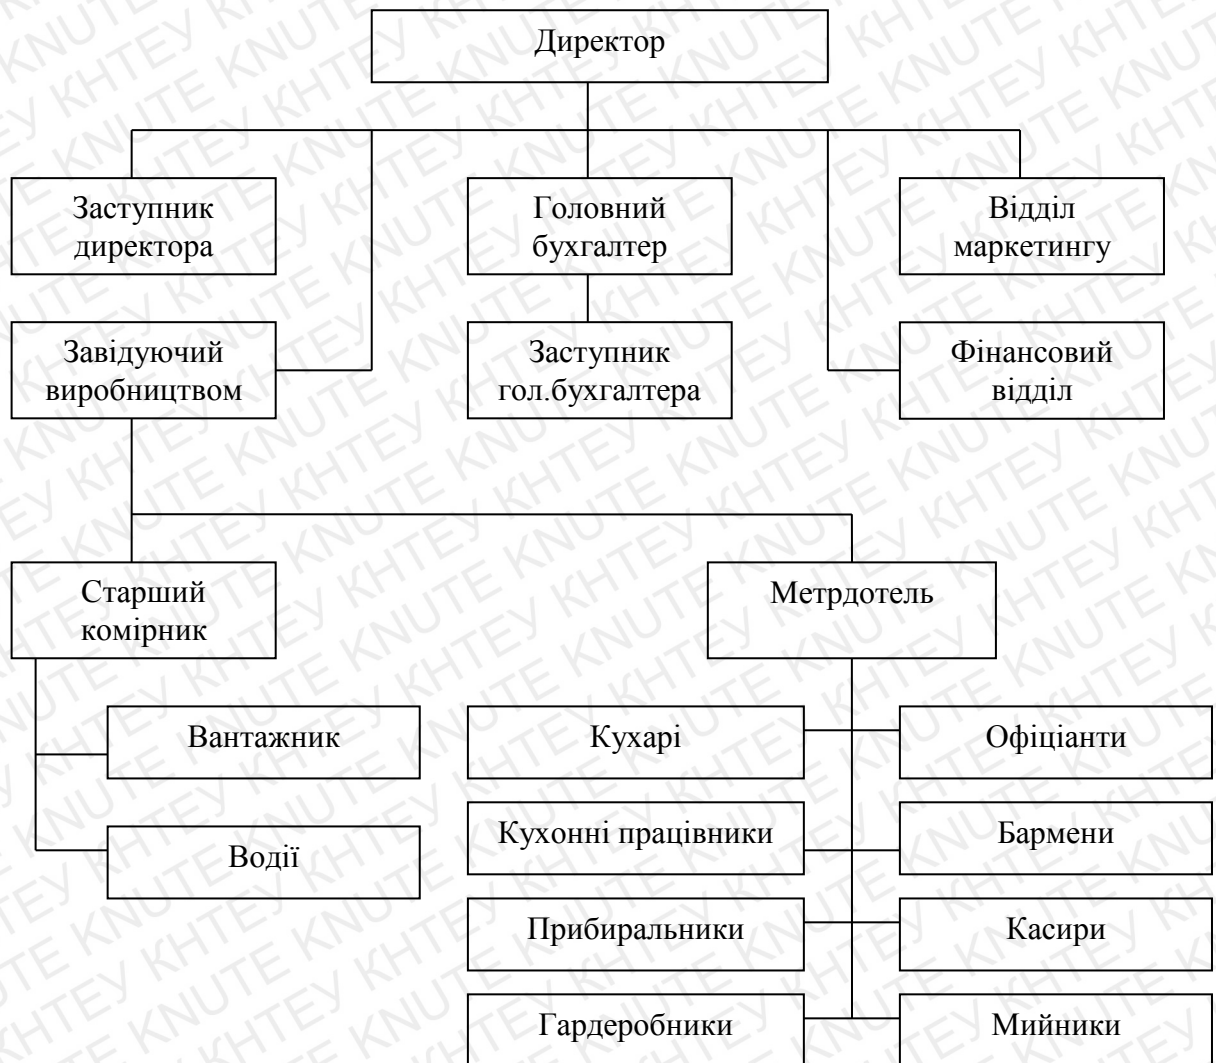 Директор
Заступник
директора
Головний
бухгалтер
Відділ
маркетингу
Завідуючий
виробництвом
Заступник
гол.бухгалтера
Фінансовий
відділ
Старший
комірник
Метрдотель
Вантажник
Кухарі
Офіціанти
Кухонні працівники
Бармени
Водії
Прибиральники
Касири
Гардеробники
Мийники